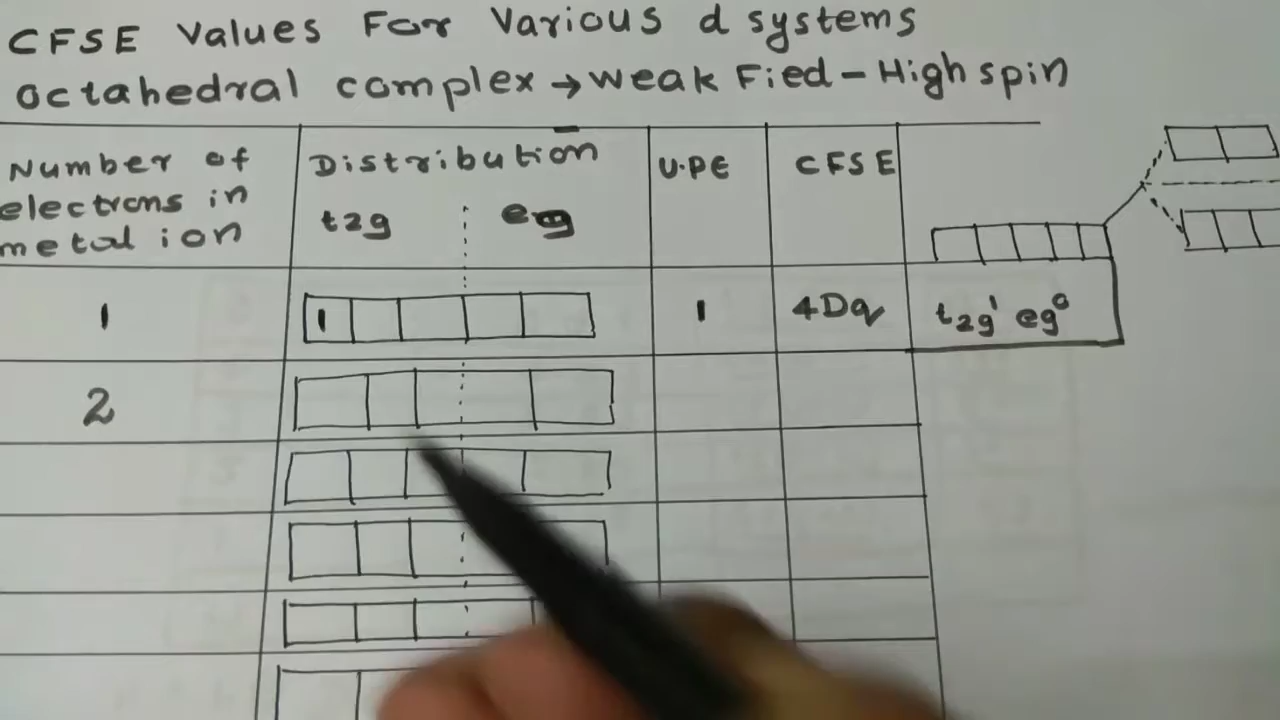 CFSE Values For Various d systems
octahedral complex → weak Fied - High spin
Number of electrons in metal ion
Distribution
t2g eg
U.PE
CFSE
1
1
1
4Dq
t2g¹ eg⁰
2